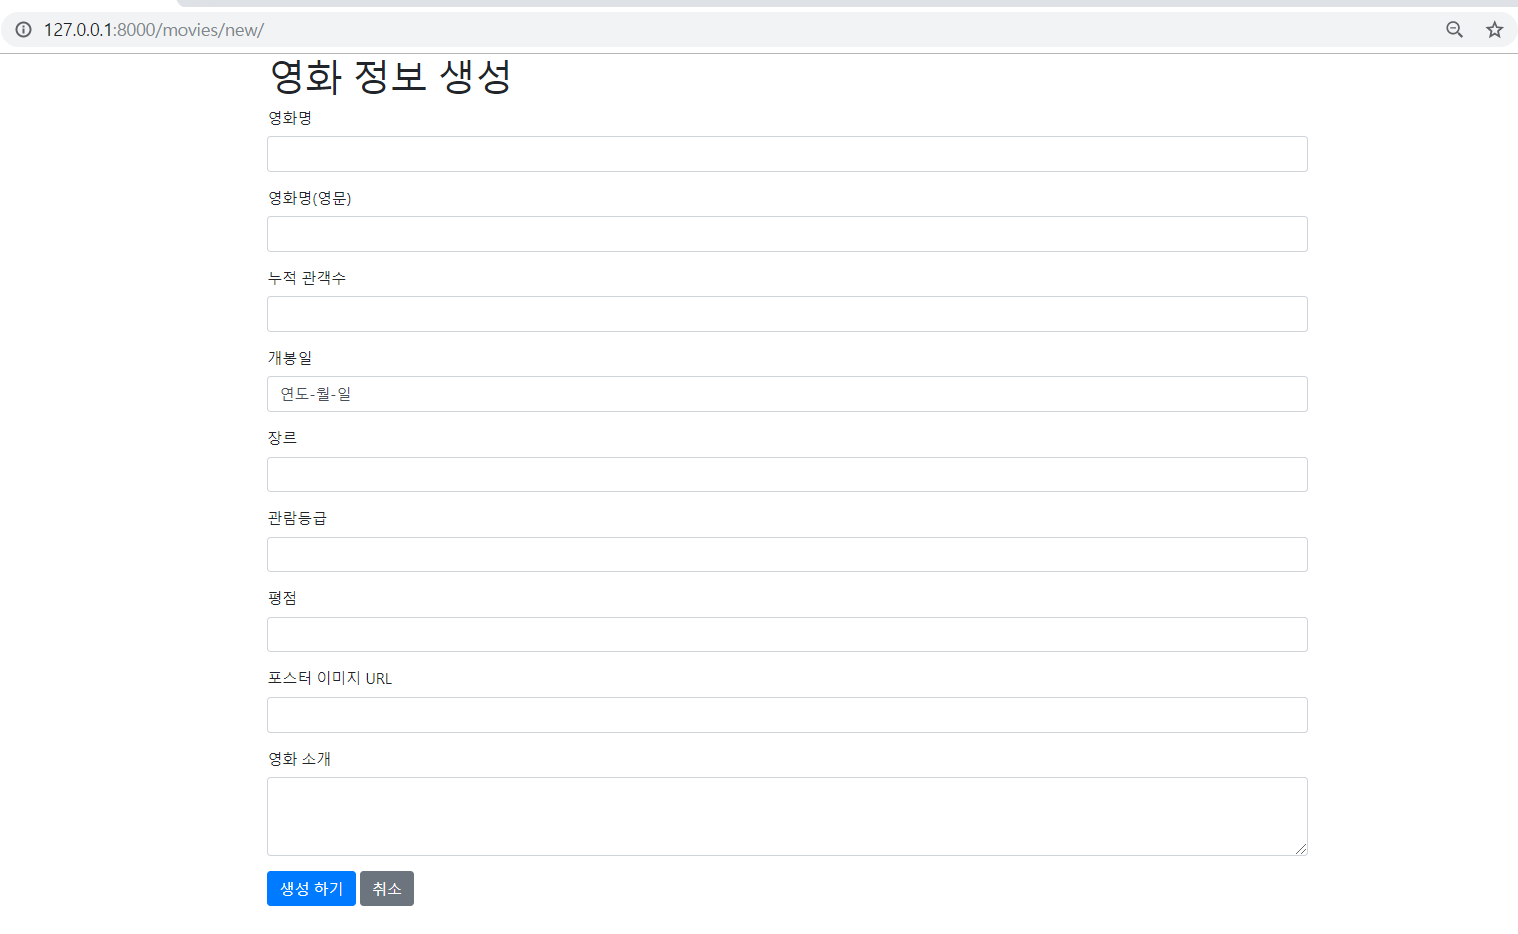 127.0.0.1:8000/movies/new/
영화 정보 생성
영화명
영화명(영문)
누적 관객수
개봉일
연도-월-일
장르
관람등급
평점
포스터 이미지 URL
영화 소개
생성 하기 취소